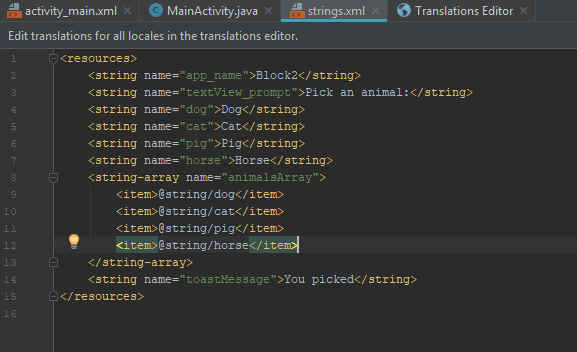 activity_main.xml × MainActivity.java × strings.xml × Translations Editor ×
Edit translations for all locales in the translations editor.
1 <resources>
2 <string name="app_name">Block2</string>
3 <string name="textView_prompt">Pick an animal:</string>
4 <string name="dog">Dog</string>
5 <string name="cat">Cat</string>
6 <string name="pig">Pig</string>
7 <string name="horse">Horse</string>
8 <string-array name="animalsArray">
9 <item>@string/dog</item>
10 <item>@string/cat</item>
11 <item>@string/pig</item>
12 <item>@string/horse</item>
13 </string-array>
14 <string name="toastMessage">You picked</string>
15 </resources>
16